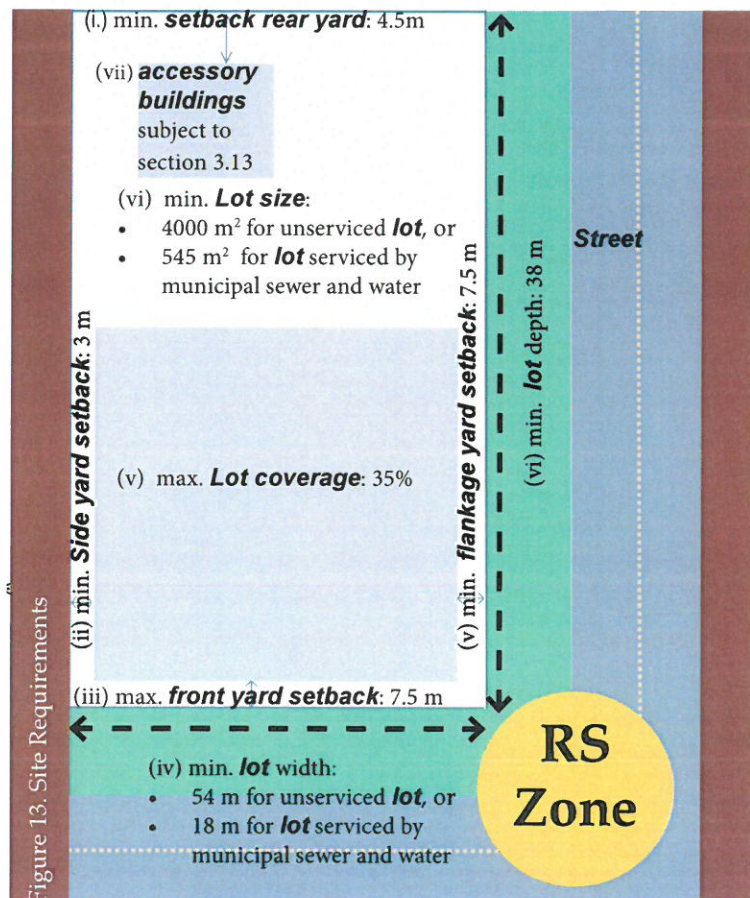 (i.) min. setback rear yard: 4.5m
(vii) accessory
buildings
subject to
section 3.13
(vi) min. Lot size:
• 4000 m² for unserviced lot, or
• 545 m² for lot serviced by
municipal sewer and water
Street
(ii) min. Side yard setback: 3 m
(v) max. Lot coverage: 35%
(v) min. flankage yard setback: 7.5 m
(vi) min. lot depth: 38 m
(iii) max. front yard setback: 7.5 m
(iv) min. lot width:
• 54 m for unserviced lot, or
• 18 m for lot serviced by
municipal sewer and water
RS
Zone
Figure 13. Site Requirements